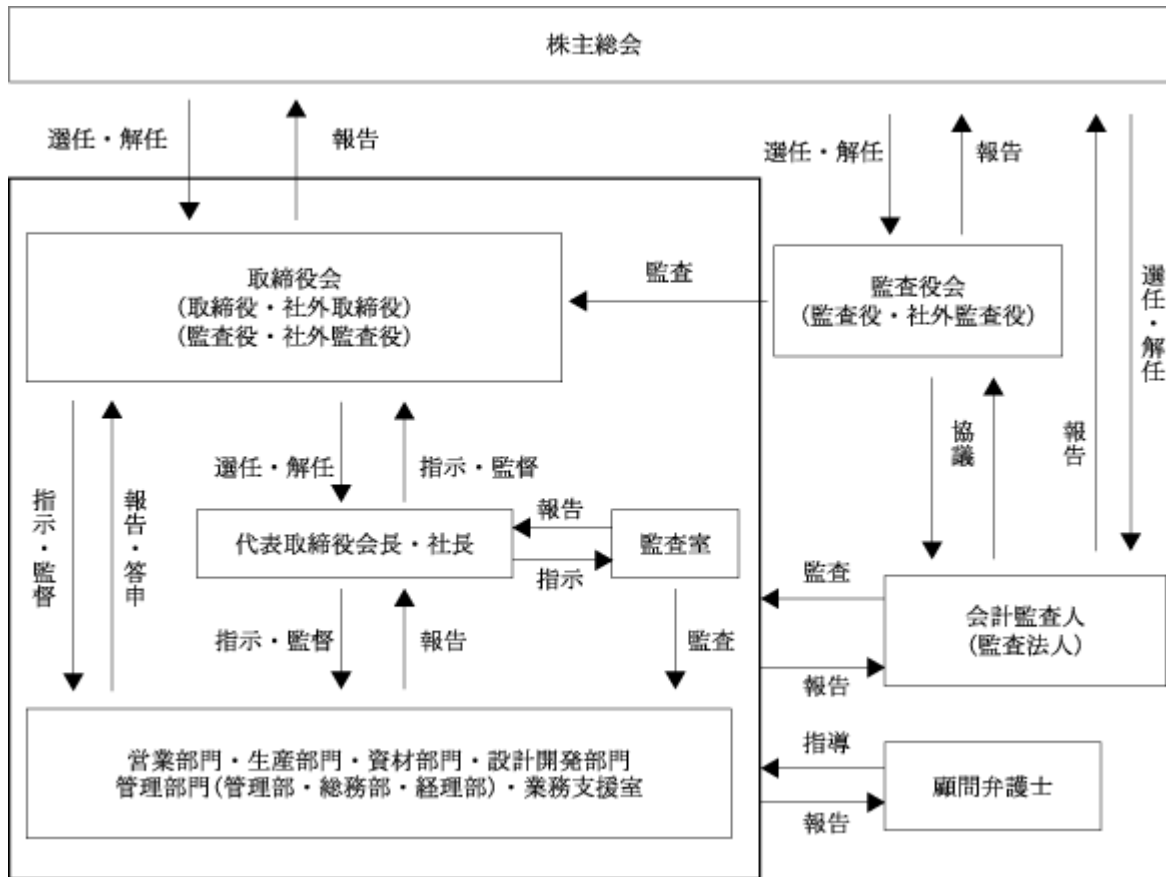 株主総会
選任・解任
報告
選任・解任
報告
取締役会
(取締役・社外取締役)
(監査役・社外監査役)
監査
監査役会
(監査役・社外監査役)
選任・解任
報告
協議
選任・解任
指示・監督
指示・監督
報告・答申
代表取締役会長・社長
報告
指示
監査室
監査
会計監査人
(監査法人)
指示・監督
報告
監査
報告
営業部門・生産部門・資材部門・設計開発部門
管理部門(管理部・総務部・経理部)・業務支援室
指導
顧問弁護士
報告